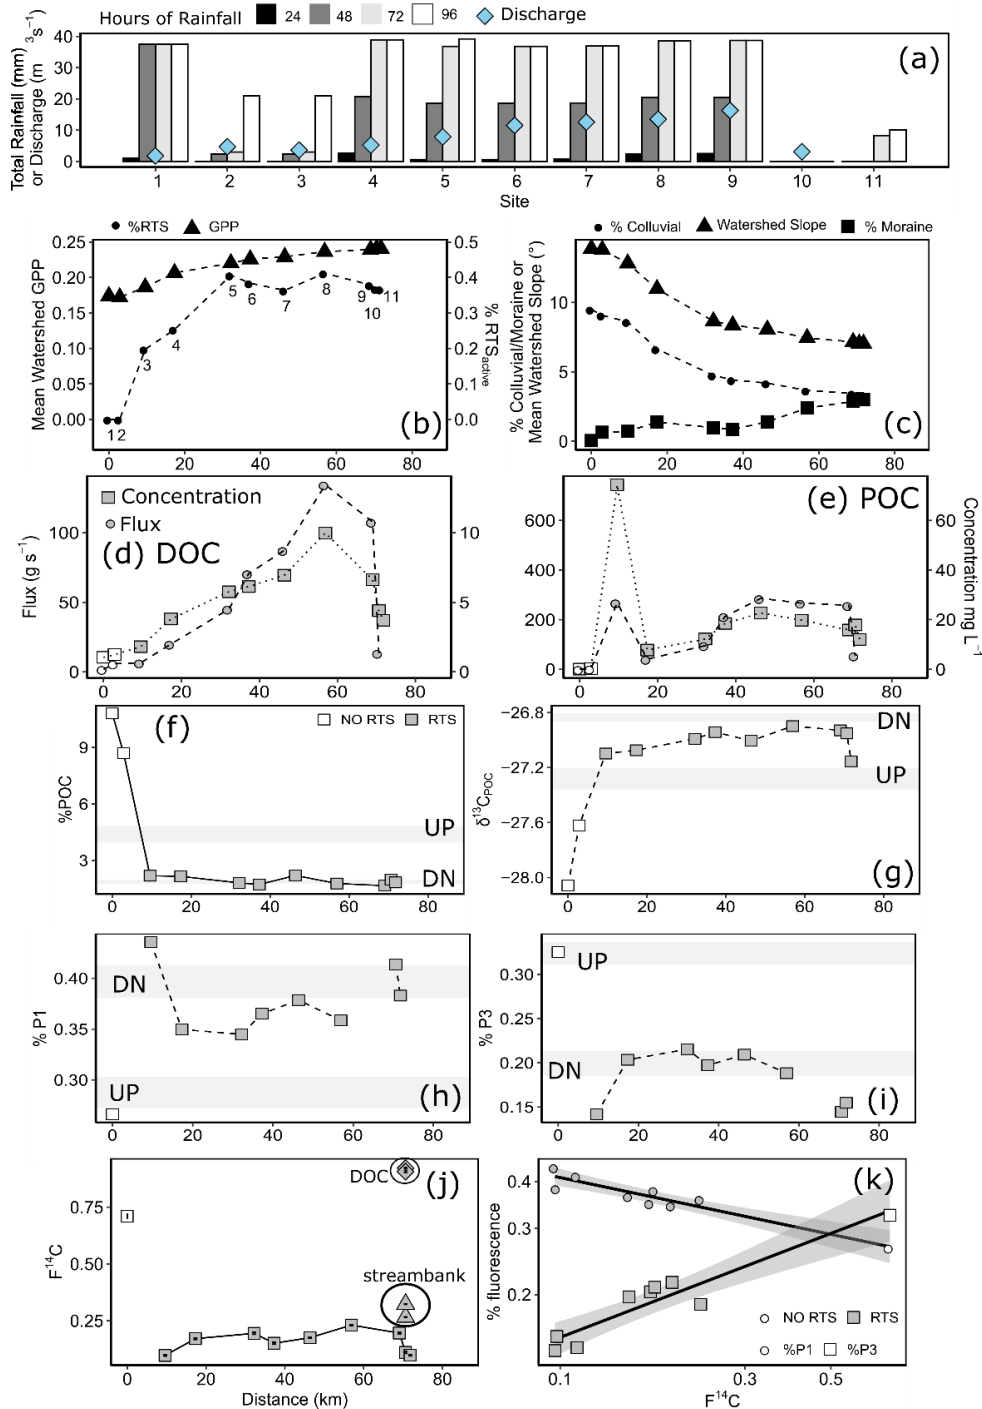 Hours of Rainfall 24 48 72 96 Discharge
Total Rainfall (mm)
or Discharge (m ³s⁻¹
40
30
20
10
0
(a)
1 2 3 4 5 6 7 8 9 10 11
Site
%RTS GPP
Mean Watershed GPP
0.25
0.20
0.15
0.10
0.05
0.00
0.5
0.4
0.3
0.2
0.1
0.0
% RTSactive
1 2 3 4 5 6 7 8 9 10 11
(b)
0 20 40 60 80
% Colluvial Watershed Slope % Moraine
% Colluvial/Moraine or
Mean Watershed Slope (°)
10
5
0
(c)
0 20 40 60 80
Concentration
Flux
(d) DOC
Flux (g s⁻¹)
100
50
0
10
5
0
0 20 40 60 80
(e) POC
600
400
200
0
60
40
20
0
Concentration mg L⁻¹
0 20 40 60 80
(f)
NO RTS RTS
%POC
9
6
3
UP
DN
0 20 40 60 80
δ¹³CPOC
−26.8
−27.2
−27.6
−28.0
DN
UP
(g)
0 20 40 60 80
% P1
0.40
0.35
0.30
DN
UP
(h)
0 20 40 60 80
% P3
0.30
0.25
0.20
0.15
UP
DN
(i)
0 20 40 60 80
F¹⁴C
0.75
0.50
0.25
DOC
(j)
streambank
0 20 40 60 80
Distance (km)
% fluorescence
0.4
0.3
0.2
(k)
NO RTS RTS
%P1 %P3
0.1 0.3 0.5
F¹⁴C